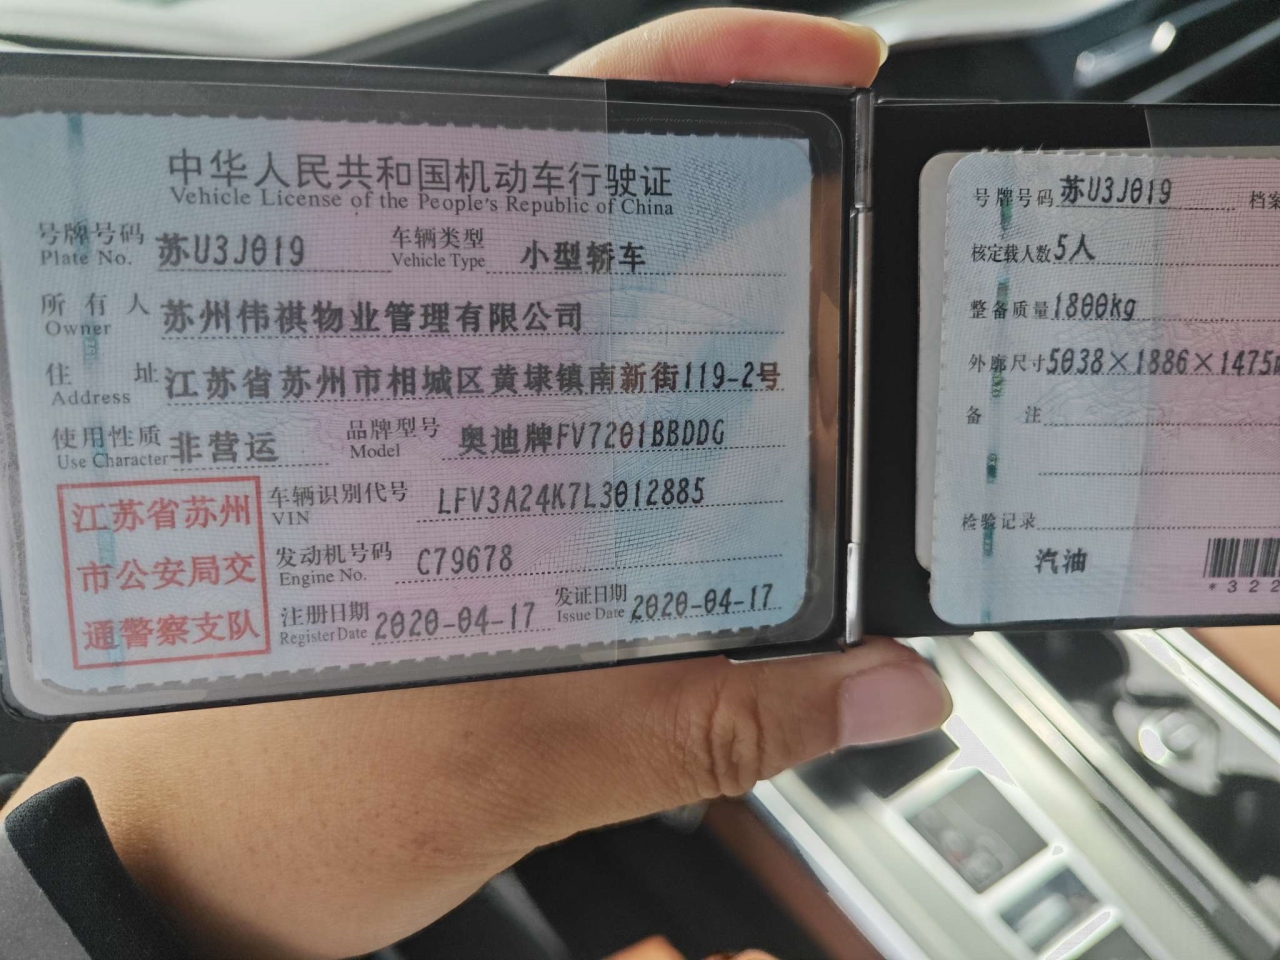 中华人民共和国机动车行驶证
Vehicle License of the People's Republic of China
号牌号码 苏U3J019 车辆类型 小型轿车
Plate No. Vehicle Type
所有人 苏州伟祺物业管理有限公司
Owner
住址 江苏省苏州市相城区黄埭镇南新街119-2号
Address
使用性质 非营运 品牌型号 奥迪牌FV7201BBDDG
Use Character Model
江苏省苏州
市公安局交
通警察支队
车辆识别代号 LFV3A24K7L3012885
VIN
发动机号码 C79678
Engine No.
注册日期 2020-04-17 发证日期 2020-04-17
Register Date Issue Date
号牌号码 苏U3J019 档案
核定载人数 5人
整备质量 1800kg
外廓尺寸 5038×1886×1475
备注
检验记录
汽油
*322